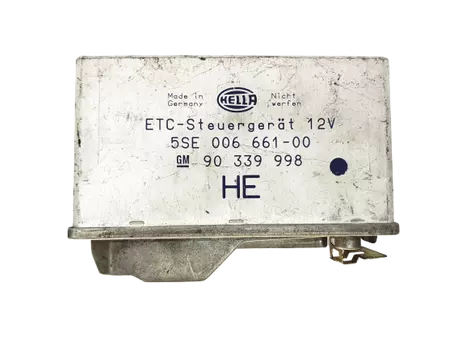 Made in Germany
HELLA
Nicht werfen
ETC-Steuergerät 12V
5SE 006 661-00
GM 90 339 998
HE